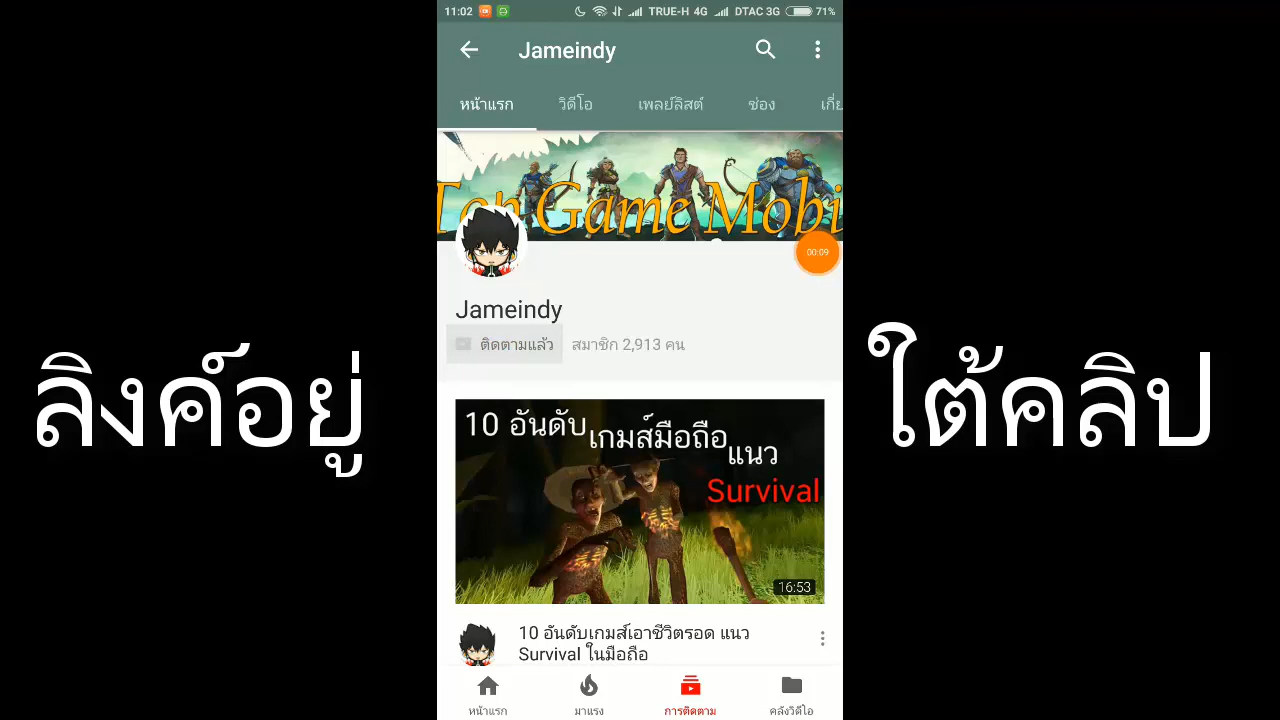 11:02 TRUE-H 4G DTAC 3G 71%
Jameindy
หน้าแรก วิดีโอ เพลย์ลิสต์ ช่อง เกี่ย
Top Game Mobi
00:09
Jameindy
ติดตามแล้ว สมาชิก 2,913 คน
ลิงค์อยู่ ใต้คลิป
10 อันดับเกมส์มือถือแนว
Survival
16:53
10 อันดับเกมส์เอาชีวิตรอด แนว
Survival ในมือถือ
หน้าแรก มาแรง การติดตาม คลังวิดีโอ